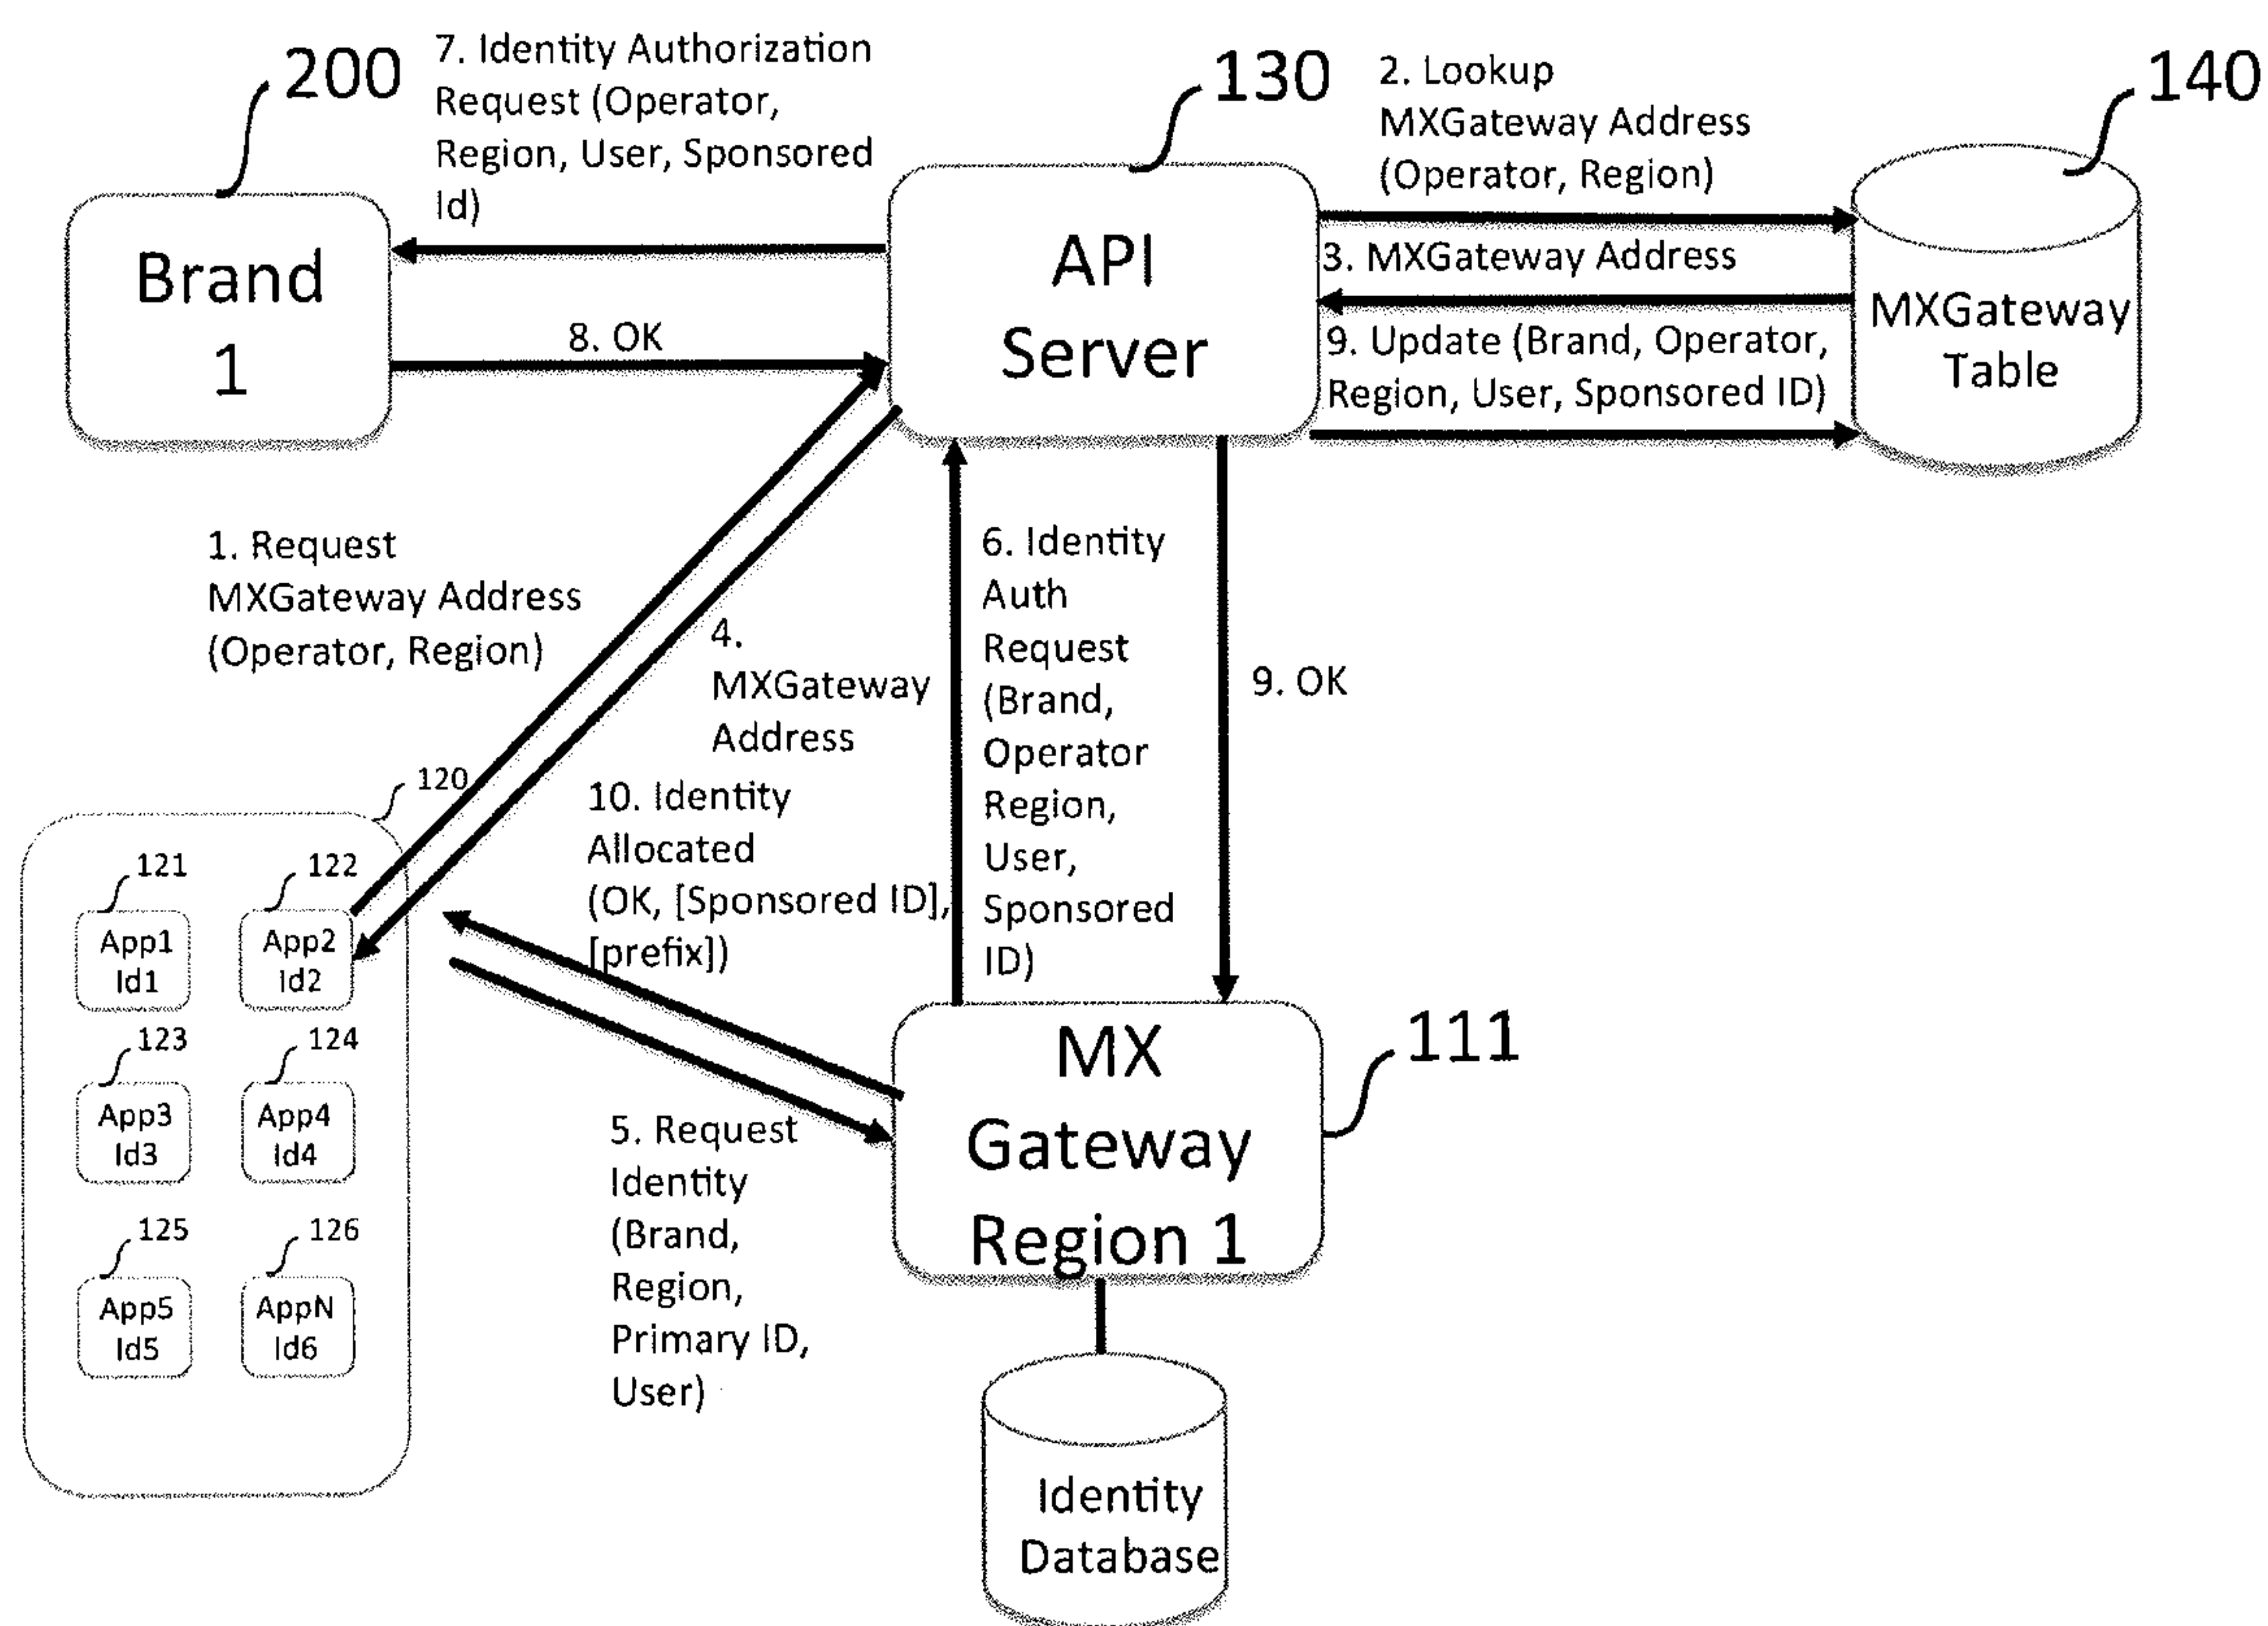 200
7. Identity Authorization
Request (Operator,
Region, User, Sponsored
Id)
130
2. Lookup
MXGateway Address
(Operator, Region)
140
Brand
1
8. OK
API
Server
3. MXGateway Address
9. Update (Brand, Operator,
Region, User, Sponsored ID)
MXGateway
Table
1. Request
MXGateway Address
(Operator, Region)
4.
MXGateway
Address
6. Identity
Auth
Request
(Brand,
Operator
Region,
User,
Sponsored
ID)
9. OK
10. Identity
Allocated
(OK, [Sponsored ID],
[prefix])
120
121
122
App1
Id1
App2
Id2
123
124
App3
Id3
App4
Id4
125
126
App5
Id5
AppN
Id6
5. Request
Identity
(Brand,
Region,
Primary ID,
User)
MX
Gateway
Region 1
111
Identity
Database